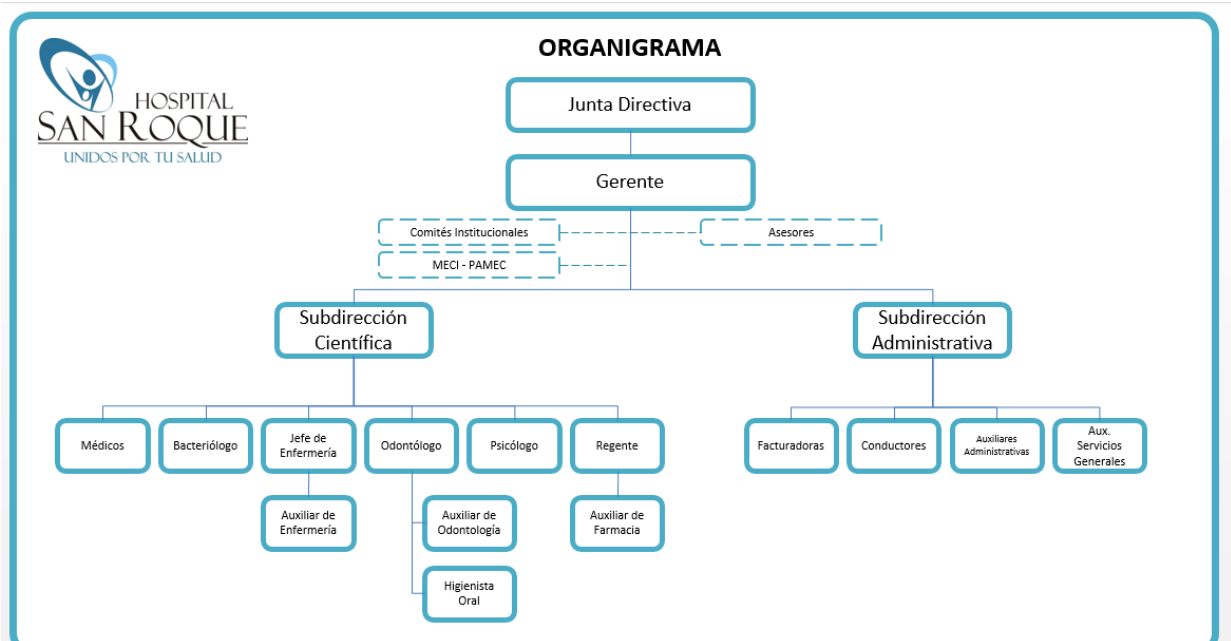 ORGANIGRAMA
HOSPITAL
SAN ROQUE
UNIDOS POR TU SALUD
Junta Directiva
Gerente
Comités Institucionales
Asesores
MECI - PAMEC
Subdirección
Científica
Subdirección
Administrativa
Médicos
Bacteriólogo
Jefe de
Enfermería
Odontólogo
Psicólogo
Regente
Facturadoras
Conductores
Auxiliares
Administrativas
Aux.
Servicios
Generales
Auxiliar de
Enfermería
Auxiliar de
Odontología
Auxiliar de
Farmacia
Higienista
Oral